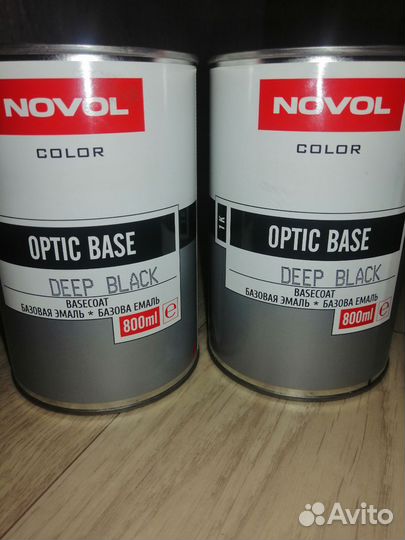 NOVOL
COLOR
OPTIC BASE
DEEP BLACK
BASECOAT
БАЗОВАЯ ЭМАЛЬ * БАЗОВА ЕМАЛЬ
800ml e
NOVOL
COLOR
1K
OPTIC BASE
DEEP BLACK
BASECOAT
БАЗОВАЯ ЭМАЛЬ * БАЗОВА ЕМАЛЬ
800ml e
Avito